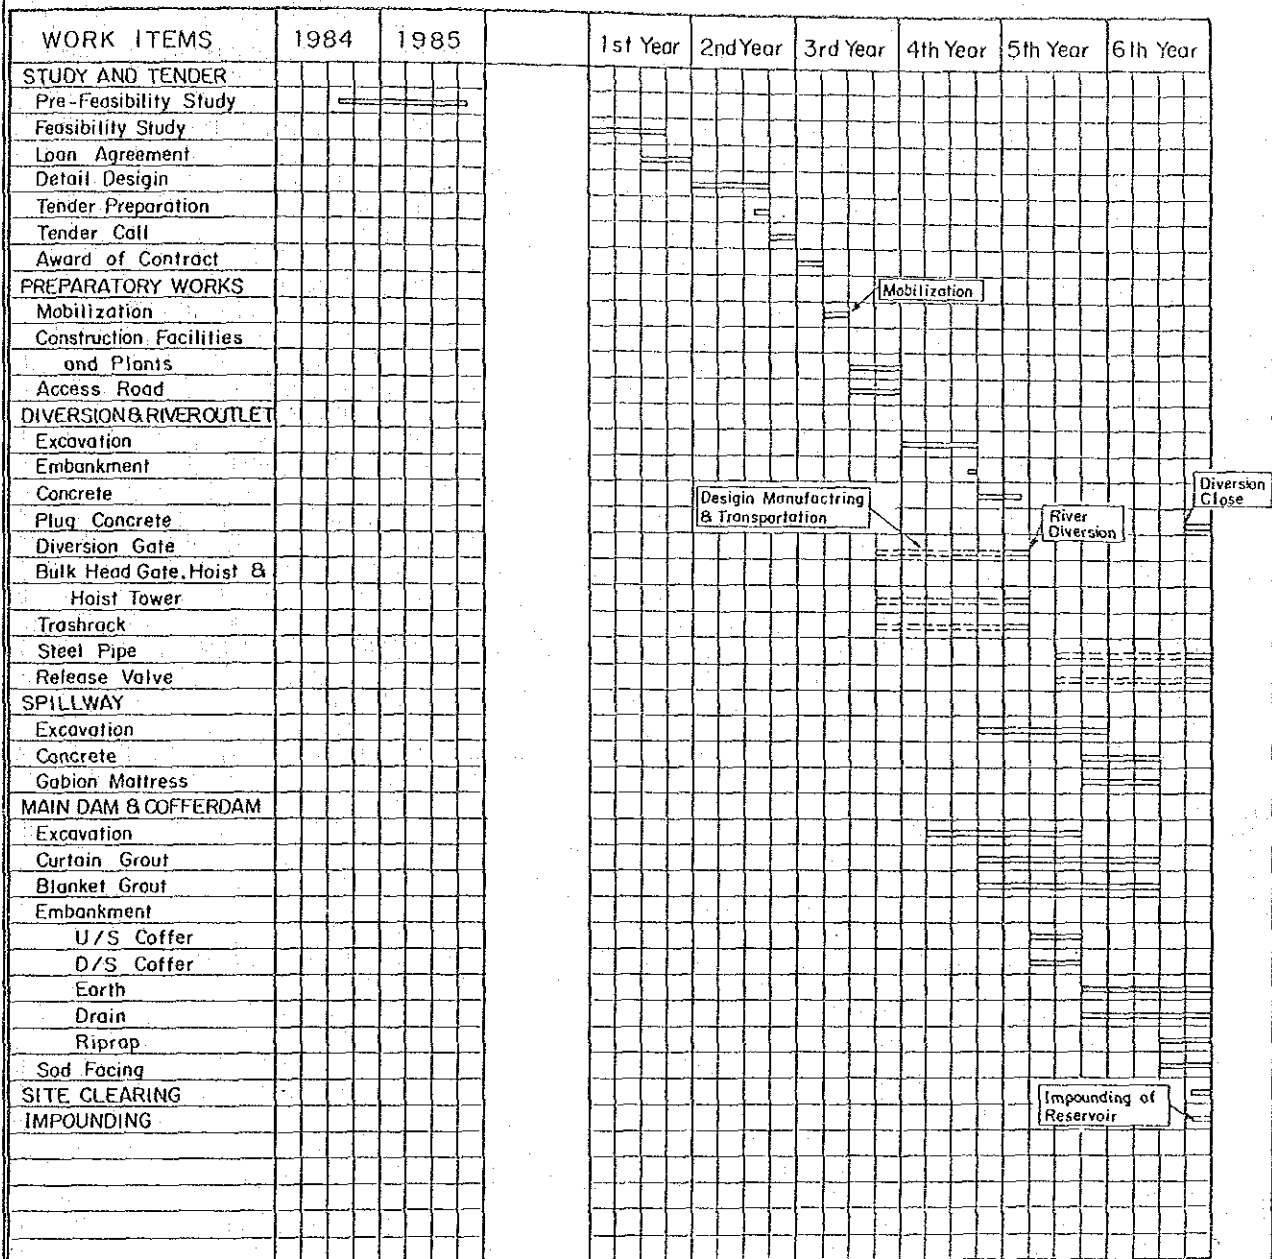 WORK ITEMS 1984 1985 1st Year 2nd Year 3rd Year 4th Year 5th Year 6th Year
STUDY AND TENDER
Pre-Feasibility Study
Feasibility Study
Loan Agreement
Detail Desigin
Tender Preparation
Tender Call
Award of Contract
PREPARATORY WORKS
Mobilization
Mobilization
Construction Facilities
and Plants
Access Road
DIVERSION & RIVER OUTLET
Excavation
Embankment
Concrete
Desigin Manufactring
& Transportation
Diversion
Close
Plug Concrete
River
Diversion
Diversion Gate
Bulk Head Gate, Hoist &
Hoist Tower
Trashrack
Steel Pipe
Release Valve
SPILLWAY
Excavation
Concrete
Gabion Mattress
MAIN DAM & COFFERDAM
Excavation
Curtain Grout
Blanket Grout
Embankment
U/S Coffer
D/S Coffer
Earth
Drain
Riprap
Sod Facing
SITE CLEARING
IMPOUNDING
Impounding of
Reservoir